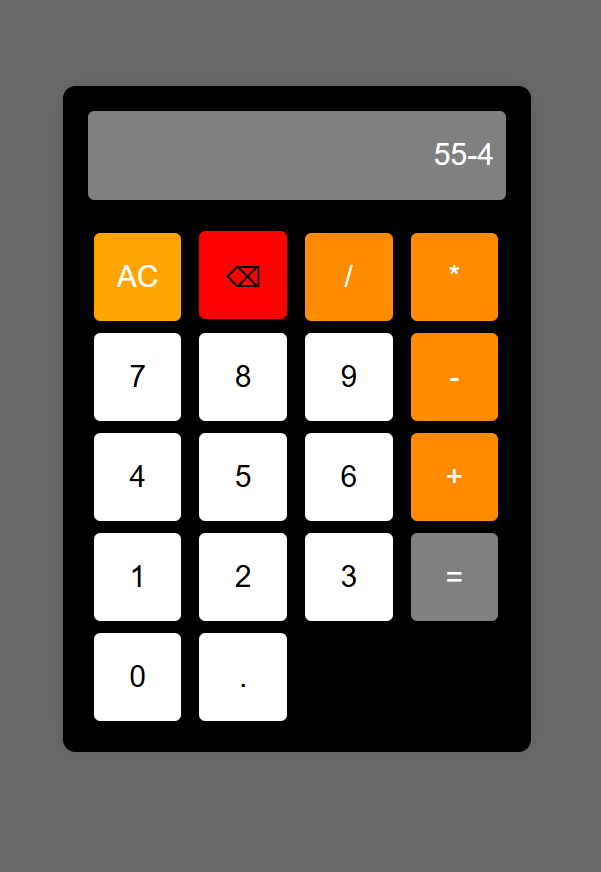 55-4
AC ⌫ / *
7 8 9 -
4 5 6 +
1 2 3 =
0 .